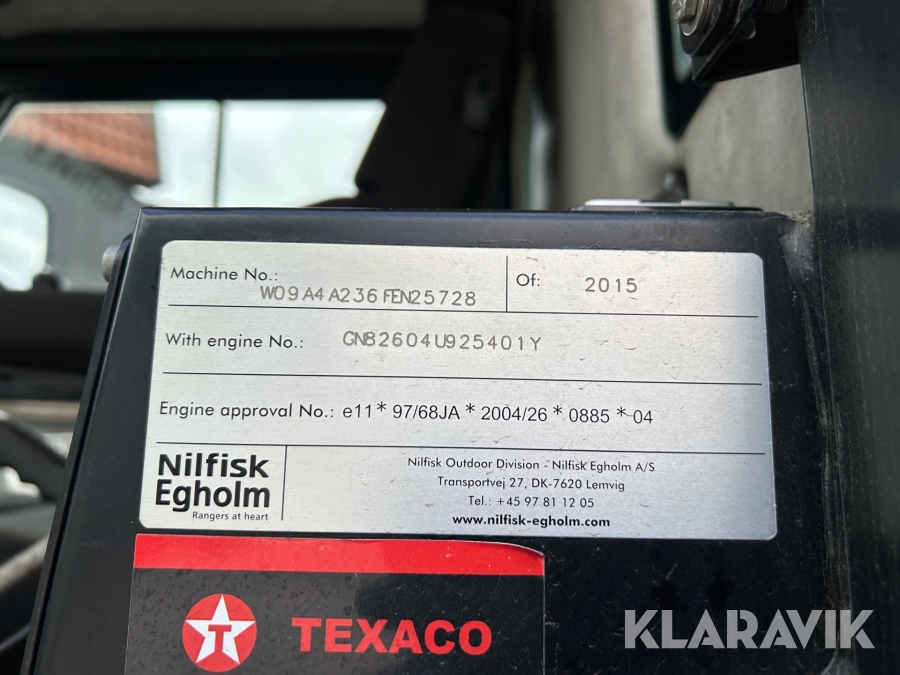 Machine No.:
W09A4A236FEN25728
Of: 2015
With engine No.: GN82604U925401Y
Engine approval No.: e11* 97/68JA * 2004/26 * 0885 * 04
Nilfisk
Egholm
Rangers at heart
Nilfisk Outdoor Division - Nilfisk Egholm A/S
Transportvej 27, DK-7620 Lemvig
Tel.: +45 97 81 12 05
www.nilfisk-egholm.com
T TEXACO
KLARAVIK